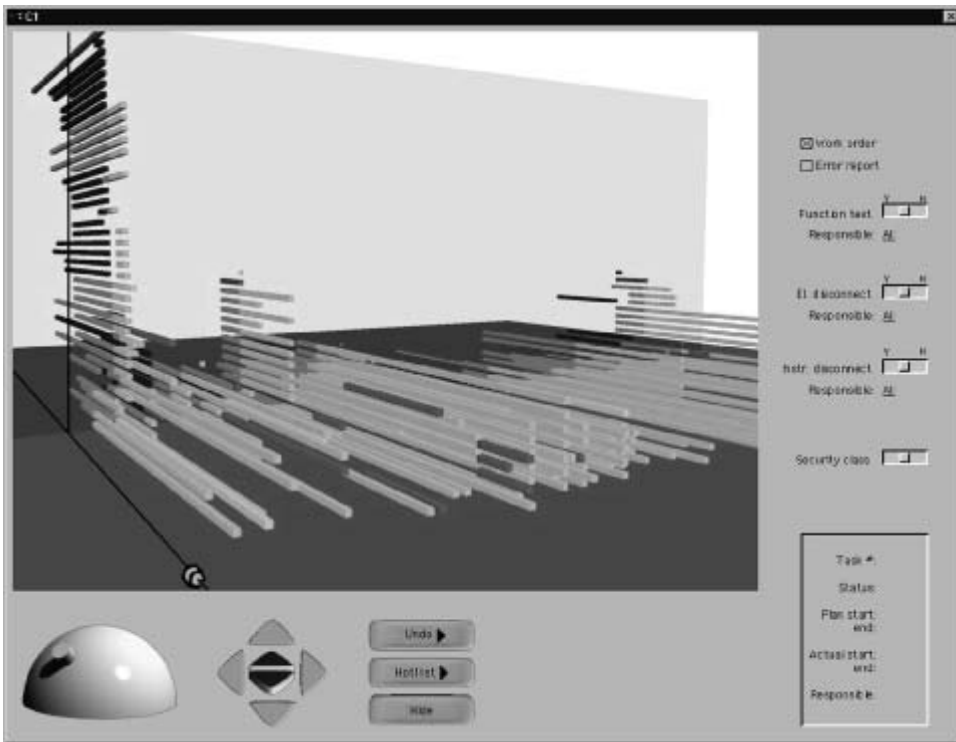 Work order
Error report
Y N
Function test:
Responsible: All
Y N
El. disconnect:
Responsible: All
Y N
Instr. disconnect:
Responsible: All
Security class:
Task #:
Status:
Plan start:
end:
Actual start:
end:
Responsible:
Undo
Hotlist
Hide